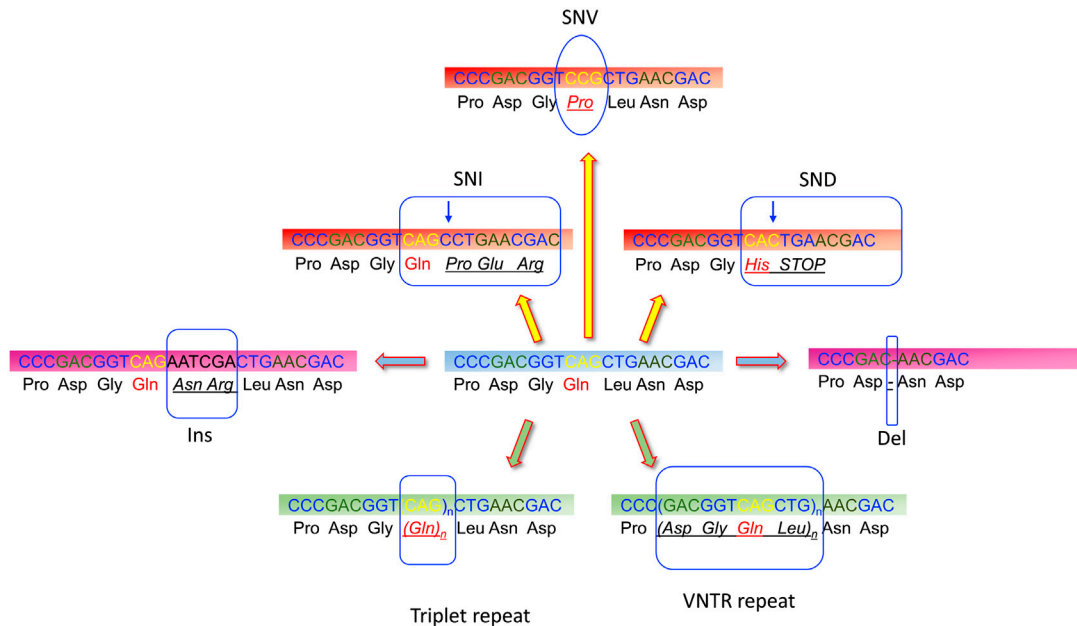 SNV
CCCGACGGTCCGCTGAACGAC
Pro Asp Gly Pro Leu Asn Asp
SNI
CCCGACGGTCAGCCTGAACGAC
Pro Asp Gly Gln Pro Glu Arg
SND
CCCGACGGTCACTGAACGAC
Pro Asp Gly His STOP
CCCGACGGTCAGAATCGACTGAACGAC
Pro Asp Gly Gln Asn Arg Leu Asn Asp
Ins
CCCGACGGTCAGCTGAACGAC
Pro Asp Gly Gln Leu Asn Asp
CCCGAC-AACGAC
Pro Asp - Asn Asp
Del
CCCGACGGT(CAG)n CTGAACGAC
Pro Asp Gly (Gln)n Leu Asn Asp
Triplet repeat
CCC(GACGGTCAGCTG)n AACGAC
Pro (Asp Gly Gln Leu)n Asn Asp
VNTR repeat